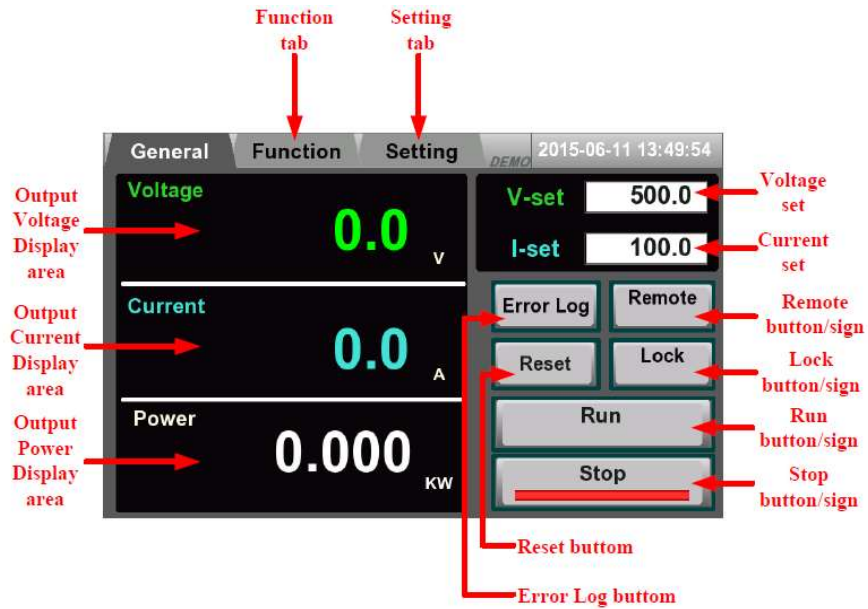 Function
tab
Setting
tab
General
Function
Setting
DEMO
2015-06-11 13:49:54
Output
Voltage
Display
area
Voltage
0.0
V
V-set
500.0
Voltage
set
I-set
100.0
Current
set
Output
Current
Display
area
Current
0.0
A
Error Log
Remote
Remote
button/sign
Reset
Lock
Lock
button/sign
Output
Power
Display
area
Power
0.000
KW
Run
Run
button/sign
Stop
Stop
button/sign
Reset buttom
Error Log buttom